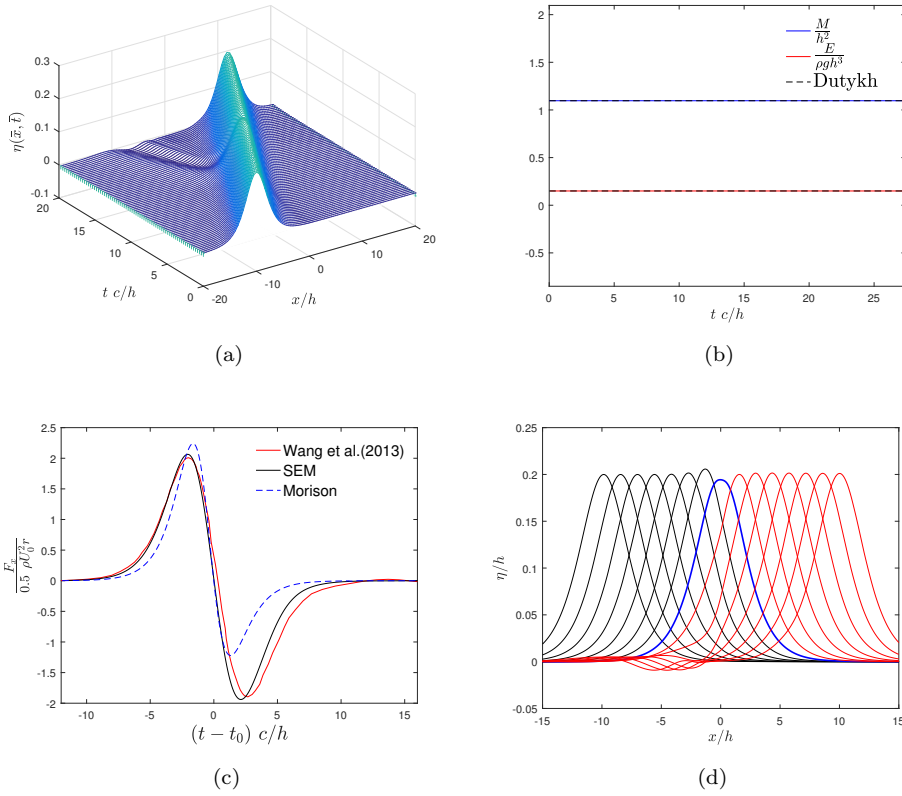 0.3
0.2
0.1
0
-0.1
η(x̄, t̄)
20
15
10
5
0
t c/h
-20
-10
0
10
20
x/h
(a)
2
1.5
1
0.5
0
-0.5
M/h²
E/ρgh³
Dutykh
0 5 10 15 20 25
t c/h
(b)
2.5
2
1.5
1
0.5
0
-0.5
-1
-1.5
-2
F_x / 0.5 ρU_0^2 r
Wang et al.(2013)
SEM
Morison
-10 -5 0 5 10 15
(t − t₀) c/h
(c)
0.25
0.2
0.15
0.1
0.05
0
-0.05
η/h
-15 -10 -5 0 5 10 15
x/h
(d)